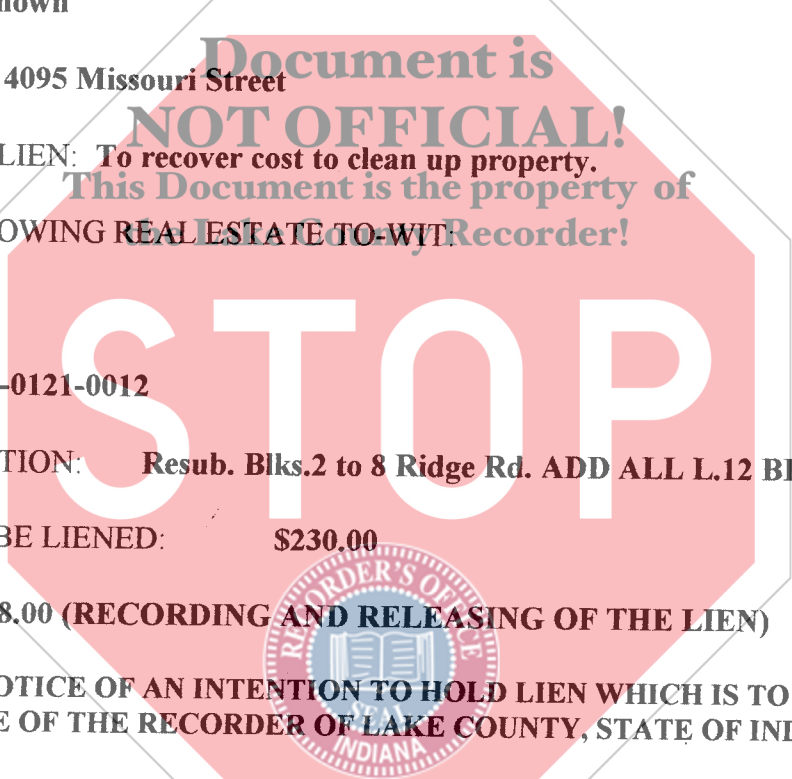 Document is
4095 Missouri Street
NOT OFFICIAL!
LIEN: To recover cost to clean up property.
This Document is the property of
OWING REAL ESTATE TO-WIT:
the Lake County Recorder!
STOP
-0121-0012
TION: Resub. Blks.2 to 8 Ridge Rd. ADD ALL L.12
BE LIENED: $230.00
RECORDER'S OFFICE
8.00 (RECORDING AND RELEASING OF THE LIEN)
OTICE OF AN INTENTION TO HOLD LIEN WHICH IS TO
SEAL
E OF THE RECORDER OF LAKE COUNTY, STATE OF IND
INDIANA